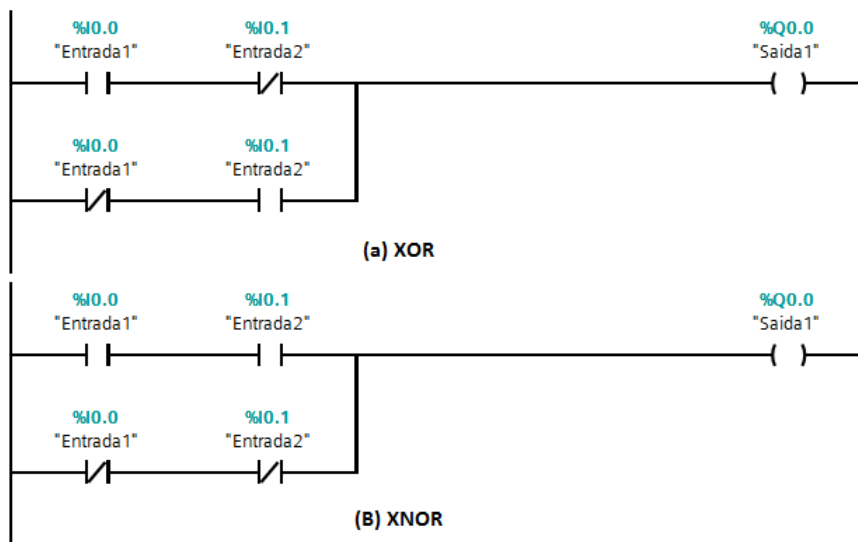 %I0.0 %I0.1 %Q0.0
"Entrada1" "Entrada2" "Saida1"
%I0.0 %I0.1
"Entrada1" "Entrada2"
(a) XOR
%I0.0 %I0.1 %Q0.0
"Entrada1" "Entrada2" "Saida1"
%I0.0 %I0.1
"Entrada1" "Entrada2"
(B) XNOR